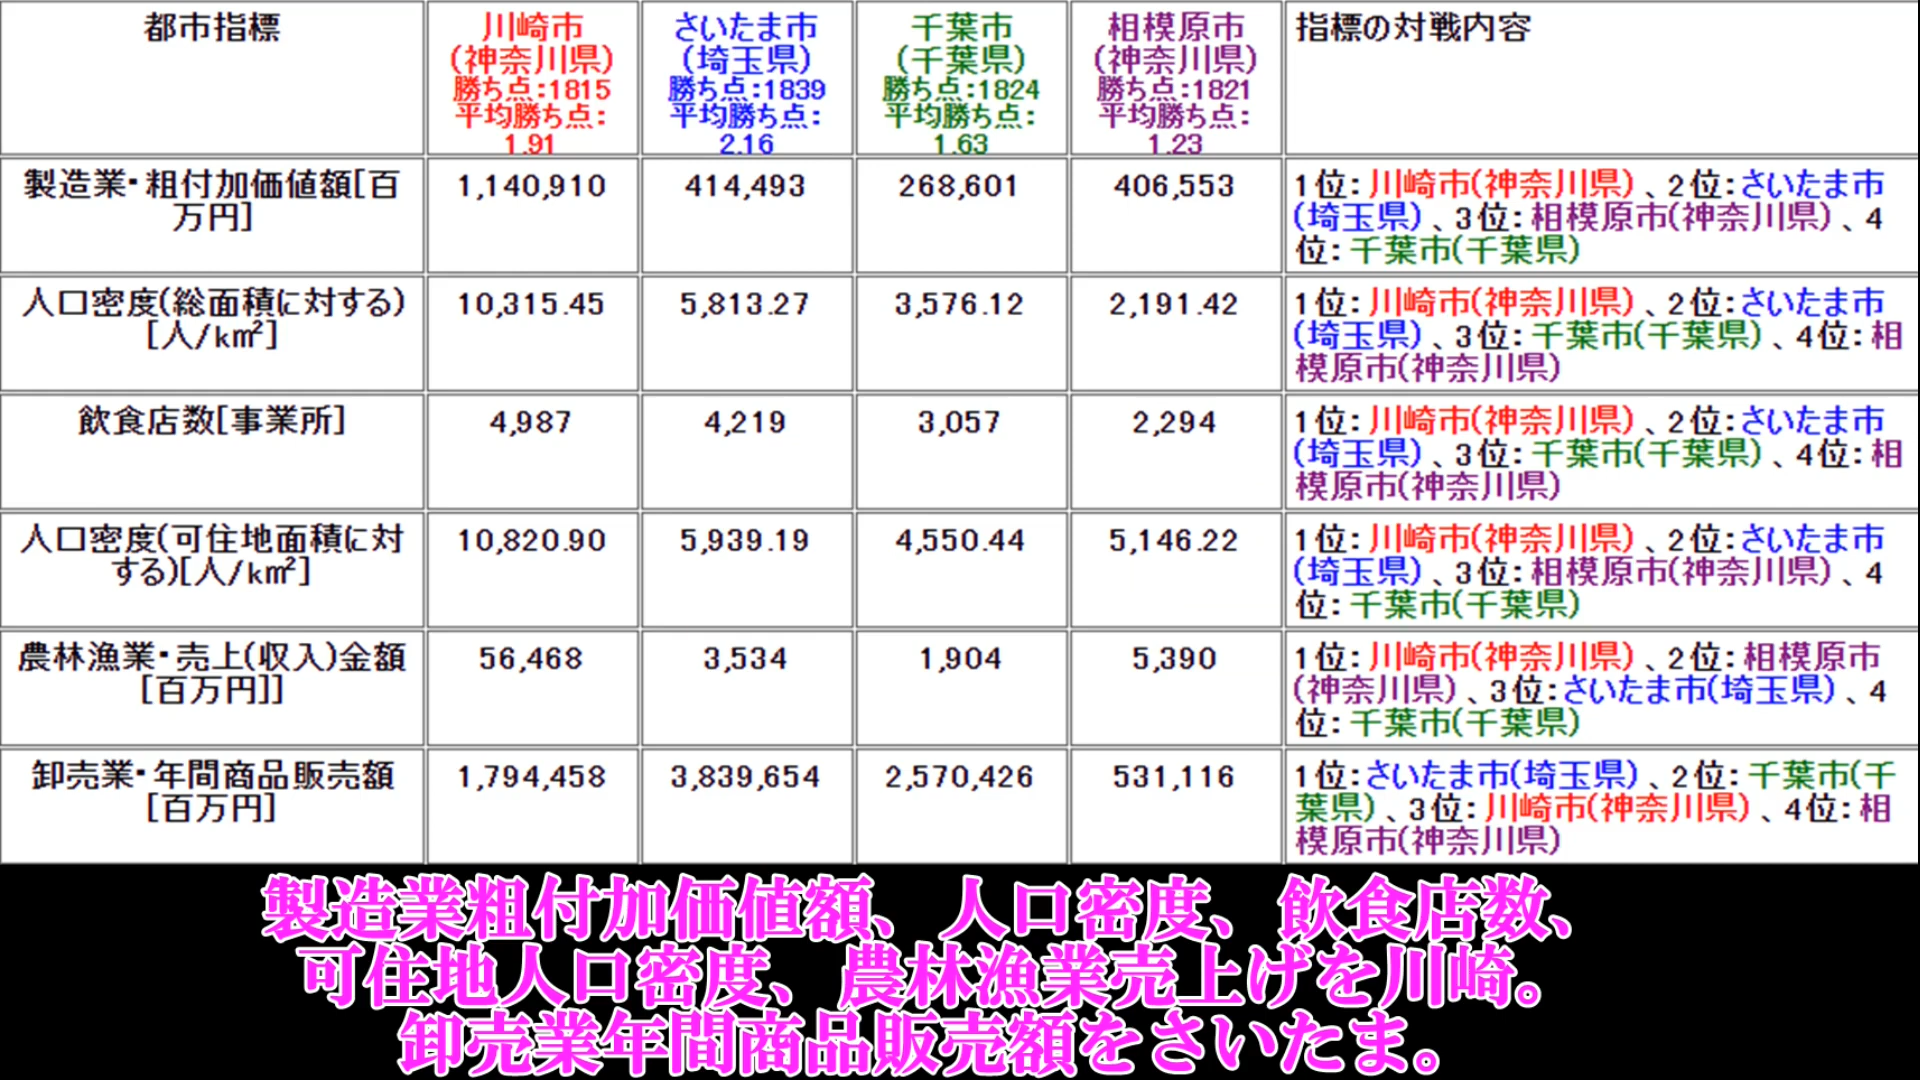 都市指標
川崎市
(神奈川県)
勝ち点:1815
平均勝ち点:
1.91
さいたま市
(埼玉県)
勝ち点:1839
平均勝ち点:
2.16
千葉市
(千葉県)
勝ち点:1824
平均勝ち点:
1.63
相模原市
(神奈川県)
勝ち点:1821
平均勝ち点:
1.23
指標の対戦内容
製造業・粗付加価値額[百
万円]
1,140,910
414,493
268,601
406,553
1位:川崎市(神奈川県)、2位:さいたま市
(埼玉県)、3位:相模原市(神奈川県)、4
位:千葉市(千葉県)
人口密度(総面積に対する)
[人/km²]
10,315.45
5,813.27
3,576.12
2,191.42
1位:川崎市(神奈川県)、2位:さいたま市
(埼玉県)、3位:千葉市(千葉県)、4位:相
模原市(神奈川県)
飲食店数[事業所]
4,987
4,219
3,057
2,294
1位:川崎市(神奈川県)、2位:さいたま市
(埼玉県)、3位:千葉市(千葉県)、4位:相
模原市(神奈川県)
人口密度(可住地面積に対
する)[人/km²]
10,820.90
5,939.19
4,550.44
5,146.22
1位:川崎市(神奈川県)、2位:さいたま市
(埼玉県)、3位:相模原市(神奈川県)、4
位:千葉市(千葉県)
農林漁業・売上(収入)金額
[百万円]]
56,468
3,534
1,904
5,390
1位:川崎市(神奈川県)、2位:相模原市
(神奈川県)、3位:さいたま市(埼玉県)、4
位:千葉市(千葉県)
卸売業・年間商品販売額
[百万円]
1,794,458
3,839,654
2,570,426
531,116
1位:さいたま市(埼玉県)、2位:千葉市(千
葉県)、3位:川崎市(神奈川県)、4位:相
模原市(神奈川県)
製造業粗付加価値額、人口密度、飲食店数、
可住地人口密度、農林漁業売上げを川崎。
卸売業年間商品販売額をさいたま。